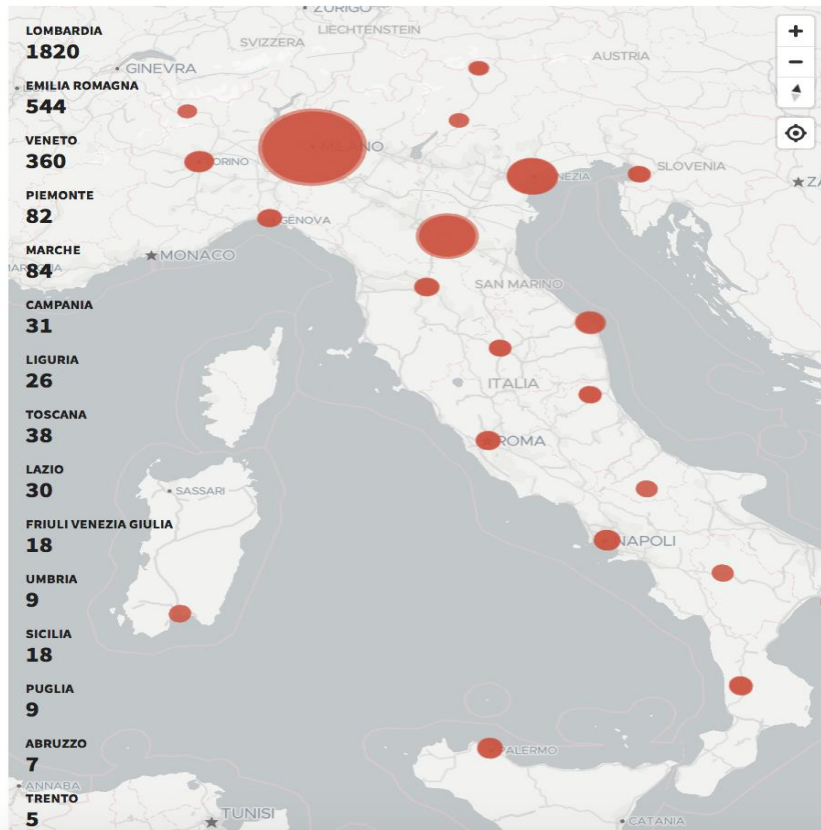 LOMBARDIA
1820
EMILIA ROMAGNA
544
VENETO
360
PIEMONTE
82
MARCHE
84
CAMPANIA
31
LIGURIA
26
TOSCANA
38
LAZIO
30
FRIULI VENEZIA GIULIA
18
UMBRIA
9
SICILIA
18
PUGLIA
9
ABRUZZO
7
TRENTO
5
ZURIGO
LIECHTENSTEIN
SVIZZERA
AUSTRIA
GINEVRA
MILANO
SLOVENIA
GENOVA
MONACO
SAN MARINO
ITALIA
ROMA
SASSARI
NAPOLI
PALERMO
ANNABA
TUNISI
CATANIA
+
−